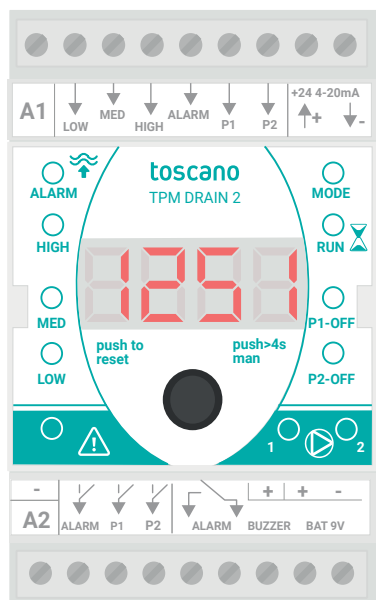 +24 4-20mA
A1 LOW MED HIGH ALARM P1 P2 + -
toscano
TPM DRAIN 2
ALARM
MODE
HIGH
RUN
1251
MED
P1-OFF
push to
reset
push>4s
man
LOW
P2-OFF
1 2
- + + -
A2 ALARM P1 P2 ALARM BUZZER BAT 9V